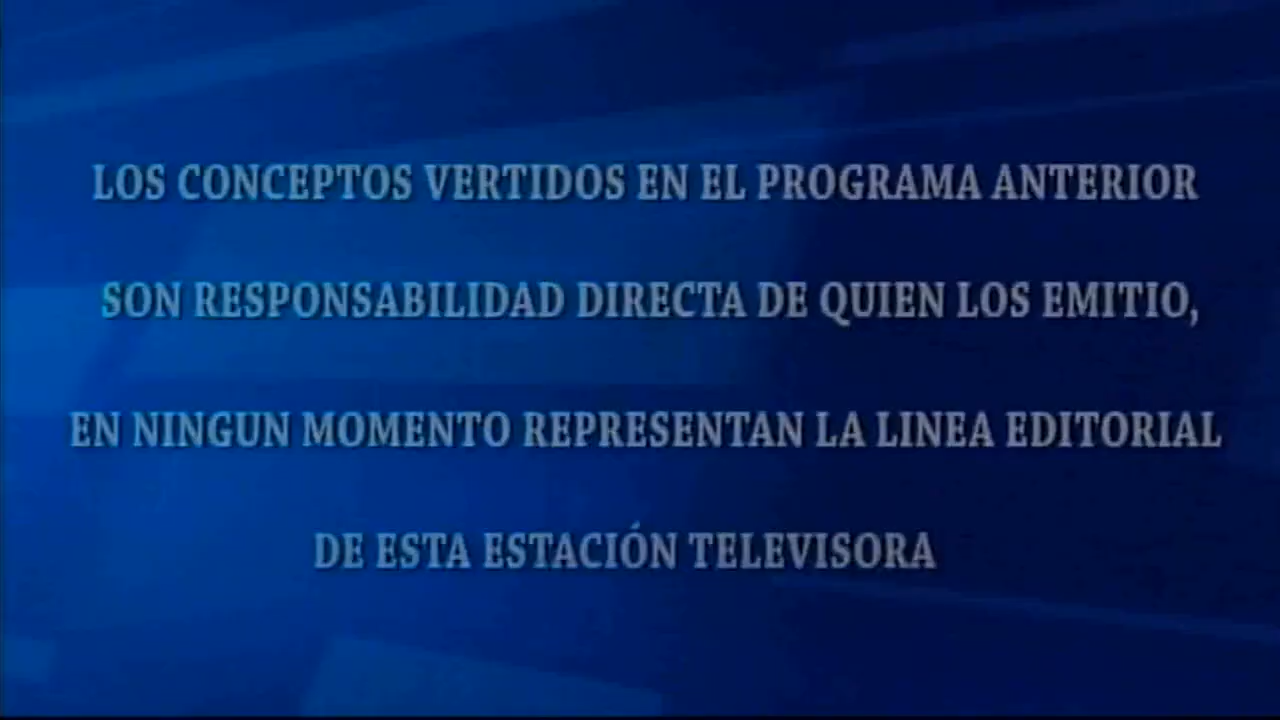 LOS CONCEPTOS VERTIDOS EN EL PROGRAMA ANTERIOR
SON RESPONSABILIDAD DIRECTA DE QUIEN LOS EMITIO,
EN NINGUN MOMENTO REPRESENTAN LA LINEA EDITORIAL
DE ESTA ESTACIÓN TELEVISORA